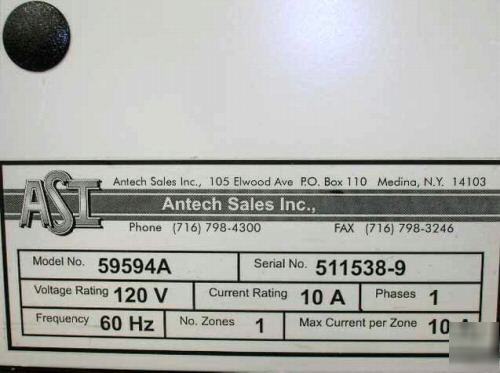 ASI
Antech Sales Inc., 105 Elwood Ave P.O. Box 110 Medina, N.Y. 14103
Antech Sales Inc.,
Phone (716) 798-4300 FAX (716) 798-3246
Model No. 59594A Serial No. 511538-9
Voltage Rating 120 V Current Rating 10 A Phases 1
Frequency 60 Hz No. Zones 1 Max Current per Zone 10 A